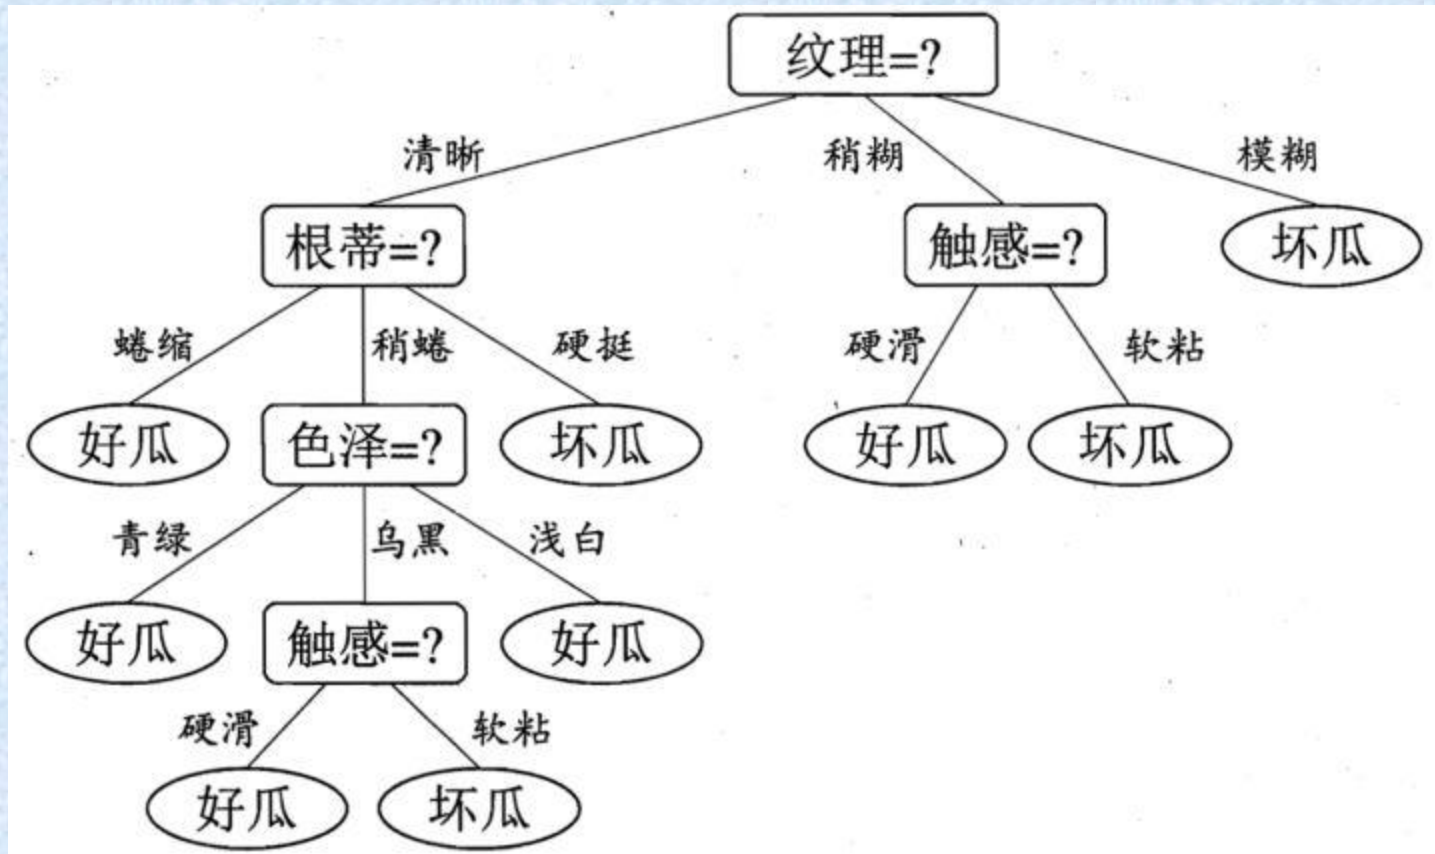 纹理=?
清晰 稍糊 模糊
根蒂=? 触感=? 坏瓜
蜷缩 稍蜷 硬挺 硬滑 软粘
好瓜 色泽=? 坏瓜 好瓜 坏瓜
青绿 乌黑 浅白
好瓜 触感=? 好瓜
硬滑 软粘
好瓜 坏瓜